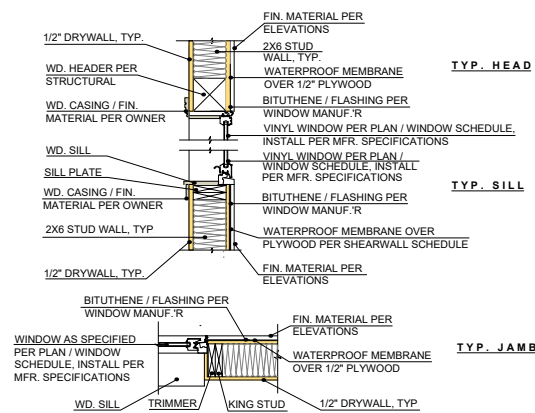 FIN. MATERIAL PER
ELEVATIONS
1/2" DRYWALL, TYP.
2X6 STUD
WALL, TYP.
WD. HEADER PER
STRUCTURAL
WATERPROOF MEMBRANE
OVER 1/2" PLYWOOD
TYP. HEAD
WD. CASING / FIN.
MATERIAL PER OWNER
BITUTHENE / FLASHING PER
WINDOW MANUF.'R
VINYL WINDOW PER PLAN / WINDOW SCHEDULE,
INSTALL PER MFR. SPECIFICATIONS
WD. SILL
SILL PLATE
VINYL WINDOW PER PLAN /
WINDOW SCHEDULE, INSTALL
PER MFR. SPECIFICATIONS
TYP. SILL
WD. CASING / FIN.
MATERIAL PER OWNER
BITUTHENE / FLASHING PER
WINDOW MANUF.'R
2X6 STUD WALL, TYP
WATERPROOF MEMBRANE OVER
PLYWOOD PER SHEARWALL SCHEDULE
1/2" DRYWALL, TYP.
FIN. MATERIAL PER
ELEVATIONS
BITUTHENE / FLASHING PER
WINDOW MANUF.'R
FIN. MATERIAL PER
ELEVATIONS
WINDOW AS SPECIFIED
PER PLAN / WINDOW
SCHEDULE, INSTALL PER
MFR. SPECIFICATIONS
WATERPROOF MEMBRANE
OVER 1/2" PLYWOOD
TYP. JAMB
WD. SILL
TRIMMER
KING STUD
1/2" DRYWALL, TYP